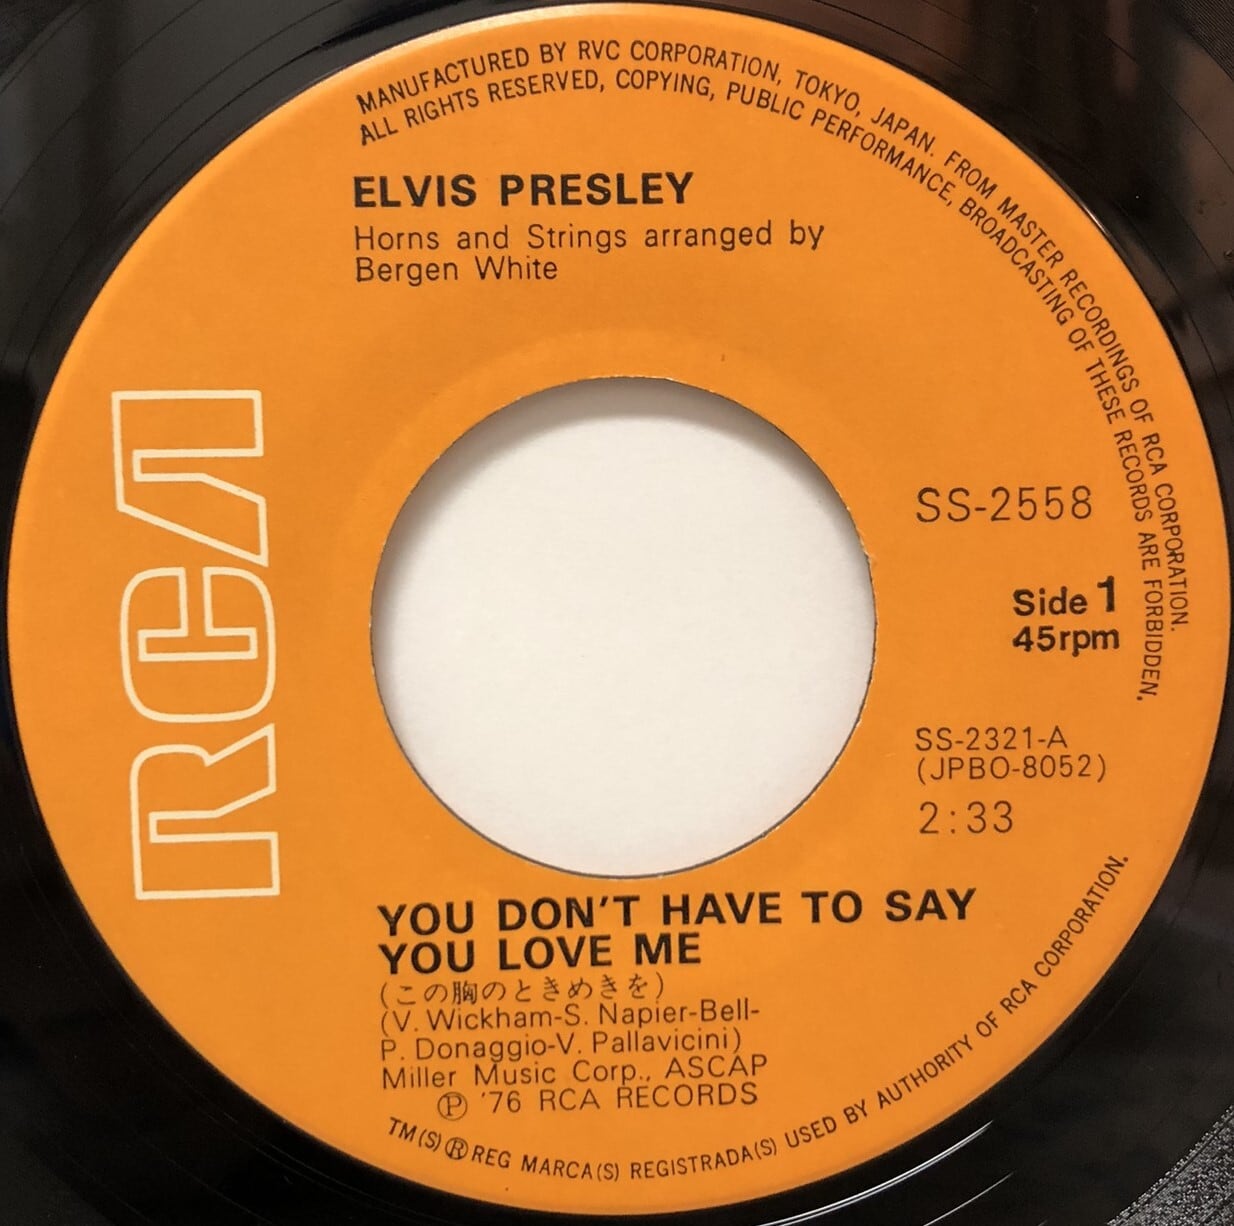 MANUFACTURED BY RVC CORPORATION, TOKYO, JAPAN. FROM MASTER RECORDINGS OF RCA CORPORATION.
ALL RIGHTS RESERVED, COPYING, PUBLIC PERFORMANCE, BROADCASTING OF THESE RECORDS ARE FORBIDDEN.
ELVIS PRESLEY
Horns and Strings arranged by
Bergen White
RCA
SS-2558
Side 1
45rpm
SS-2321-A
(JPBO-8052)
2:33
YOU DON'T HAVE TO SAY
YOU LOVE ME
(この胸のときめきを)
(V. Wickham-S. Napier-Bell-
P. Donaggio-V. Pallavicini)
Miller Music Corp., ASCAP
Ⓟ '76 RCA RECORDS
TM(S)®REG MARCA(S) REGISTRADA(S) USED BY AUTHORITY OF RCA CORPORATION.